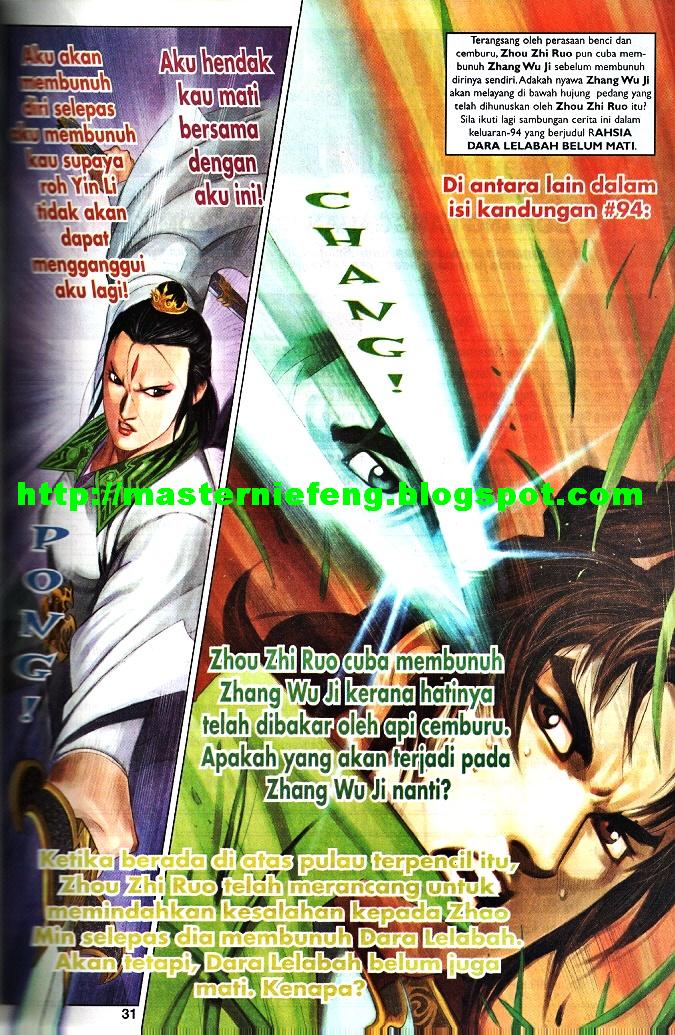 Aku akan
membunuh
diri selepas
aku membunuh
kau supaya
roh Yin Li
tidak akan
dapat
mengganggui
aku lagi!
Aku hendak
kau mati
bersama
dengan
aku ini!
Terangsang oleh perasaan benci dan
cemburu, Zhou Zhi Ruo pun cuba mem-
bunuh Zhang Wu Ji sebelum membunuh
dirinya sendiri. Adakah nyawa Zhang Wu Ji
akan melayang di bawah hujung pedang yang
telah dihunuskan oleh Zhou Zhi Ruo itu?
Sila ikuti lagi sambungan cerita ini dalam
keluaran-94 yang berjudul RAHSIA
DARA LELABAH BELUM MATI.
Di antara lain dalam
isi kandungan #94:
CHANG!
http://masterniefeng.blogspot.com
PONG!
Zhou Zhi Ruo cuba membunuh
Zhang Wu Ji kerana hatinya
telah dibakar oleh api cemburu.
Apakah yang akan terjadi pada
Zhang Wu Ji nanti?
Ketika berada di atas pulau terpencil itu,
Zhou Zhi Ruo telah merancang untuk
memindahkan kesalahan kepada Zhao
Min selepas dia membunuh Dara Lelabah.
Akan tetapi, Dara Lelabah belum juga
mati. Kenapa?
31